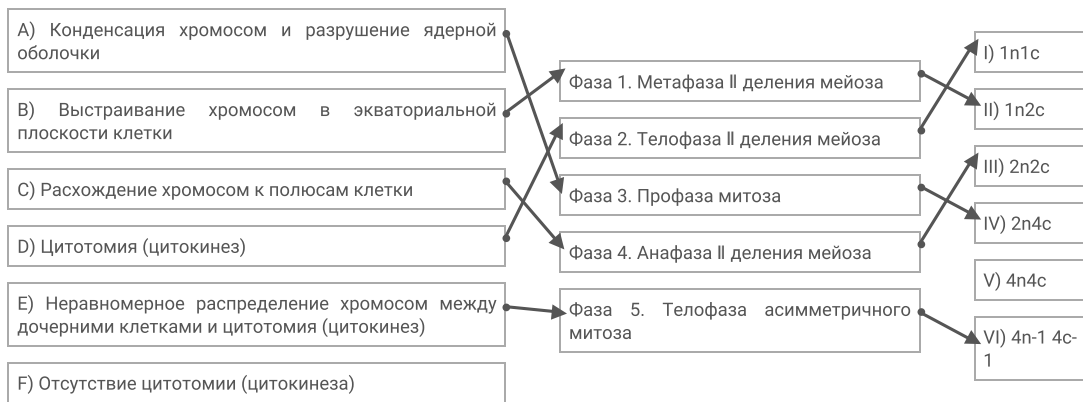 A) Конденсация хромосом и разрушение ядерной
оболочки
B) Выстраивание хромосом в экваториальной
плоскости клетки
C) Расхождение хромосом к полюсам клетки
D) Цитотомия (цитокинез)
E) Неравномерное распределение хромосом между
дочерними клетками и цитотомия (цитокинез)
F) Отсутствие цитотомии (цитокинеза)
Фаза 1. Метафаза II деления мейоза
Фаза 2. Телофаза II деления мейоза
Фаза 3. Профаза митоза
Фаза 4. Анафаза II деления мейоза
Фаза 5. Телофаза асимметричного
митоза
I) 1n1c
II) 1n2c
III) 2n2c
IV) 2n4c
V) 4n4c
VI) 4n-1 4c-
1